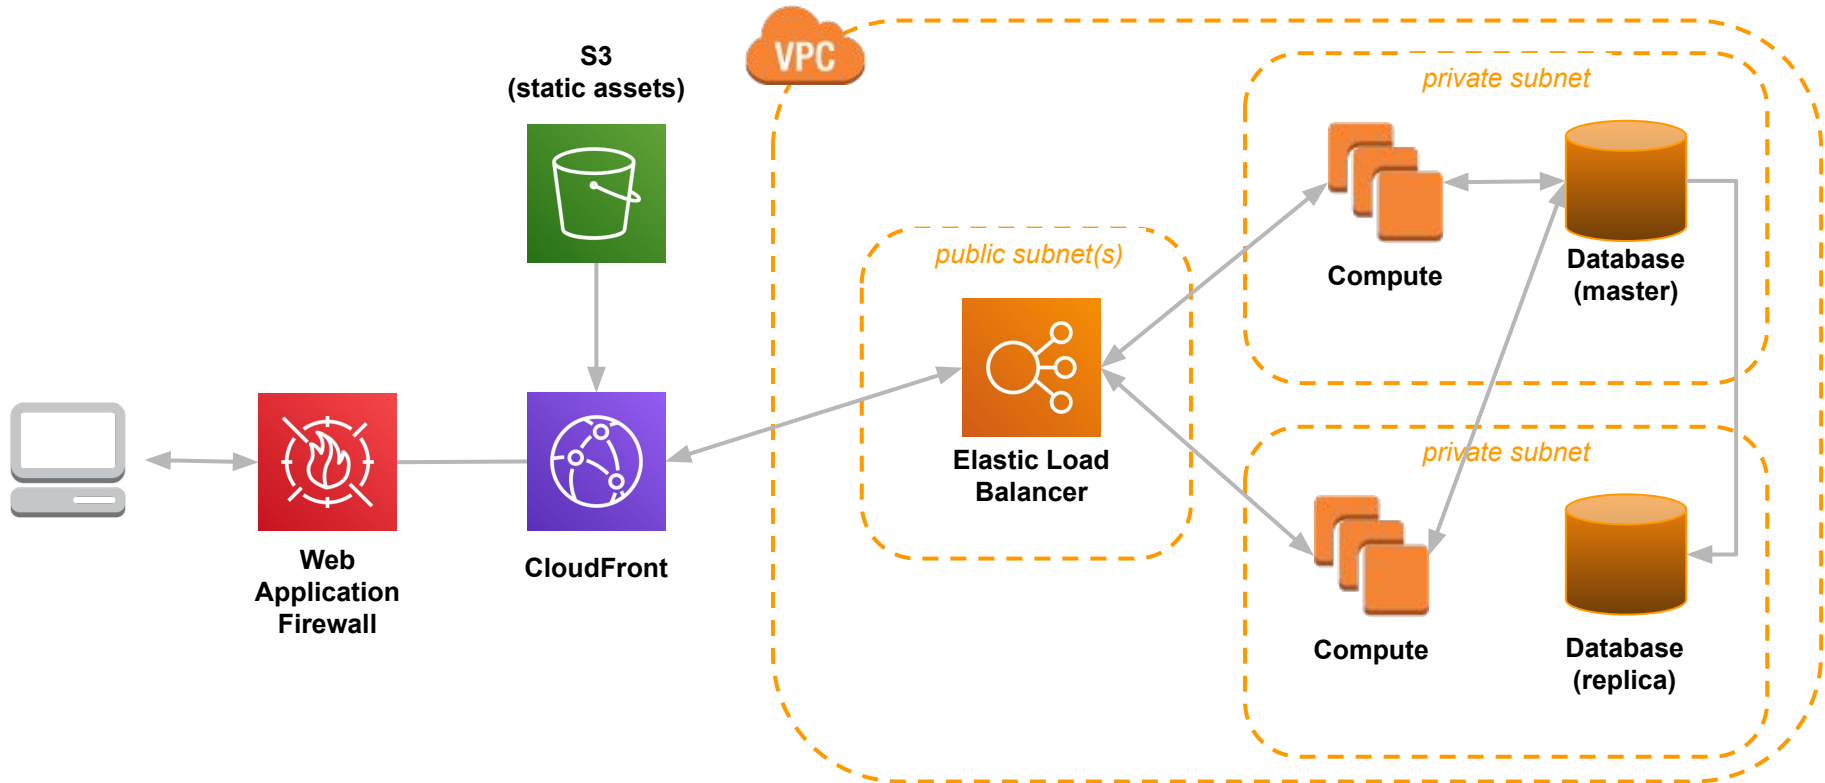 S3
(static assets)
VPC
private subnet
Compute
Database
(master)
public subnet(s)
Elastic Load
Balancer
Web
Application
Firewall
CloudFront
private subnet
Compute
Database
(replica)